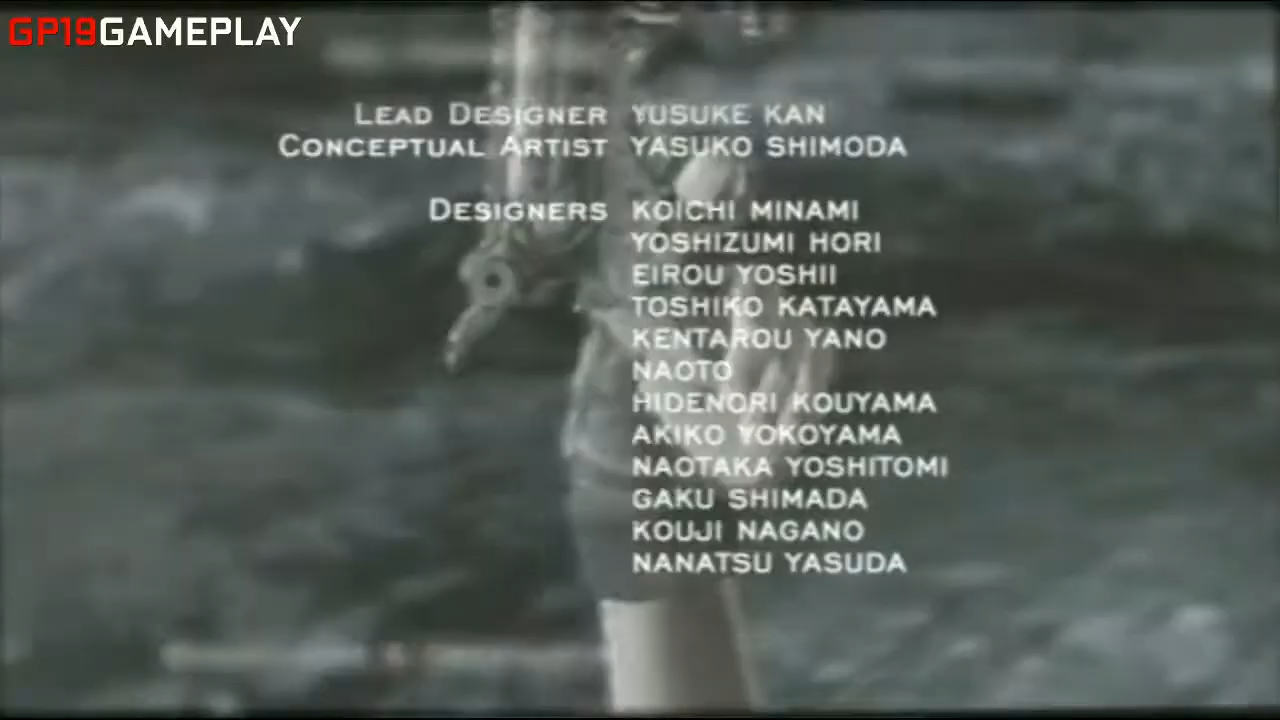 GP19GAMEPLAY
LEAD DESIGNER YUSUKE KAN
CONCEPTUAL ARTIST YASUKO SHIMODA
DESIGNERS KOICHI MINAMI
YOSHIZUMI HORI
EIROU YOSHII
TOSHIKO KATAYAMA
KENTAROU YANO
NAOTO
HIDENORI KOUYAMA
AKIKO YOKOYAMA
NAOTAKA YOSHITOMI
GAKU SHIMADA
KOUJI NAGANO
NANATSU YASUDA